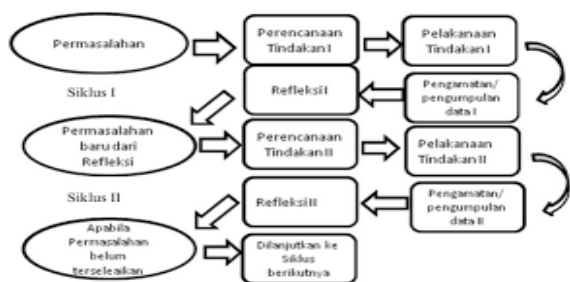 Permasalahan
Perencanaan
Tindakan I
Pelakanaan
Tindakan I
Siklus I
Refleksi I
Pengamatan/
pengumpulan
data I
Permasalahan
baru dari
Refleksi
Perencanaan
Tindakan II
Pelakanaan
Tindakan II
Siklus II
Refleksi II
Pengamatan/
pengumpulan
data II
Apabila
Permasalahan
belum
terseleaikan
Dilanjutkan ke
Siklus
berikutnya